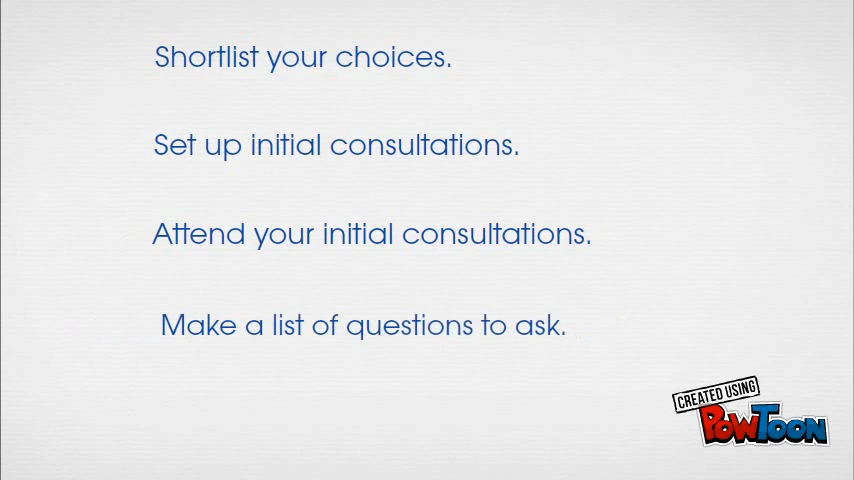 Shortlist your choices.
Set up initial consultations.
Attend your initial consultations.
Make a list of questions to ask.
CREATED USING
POWTOON